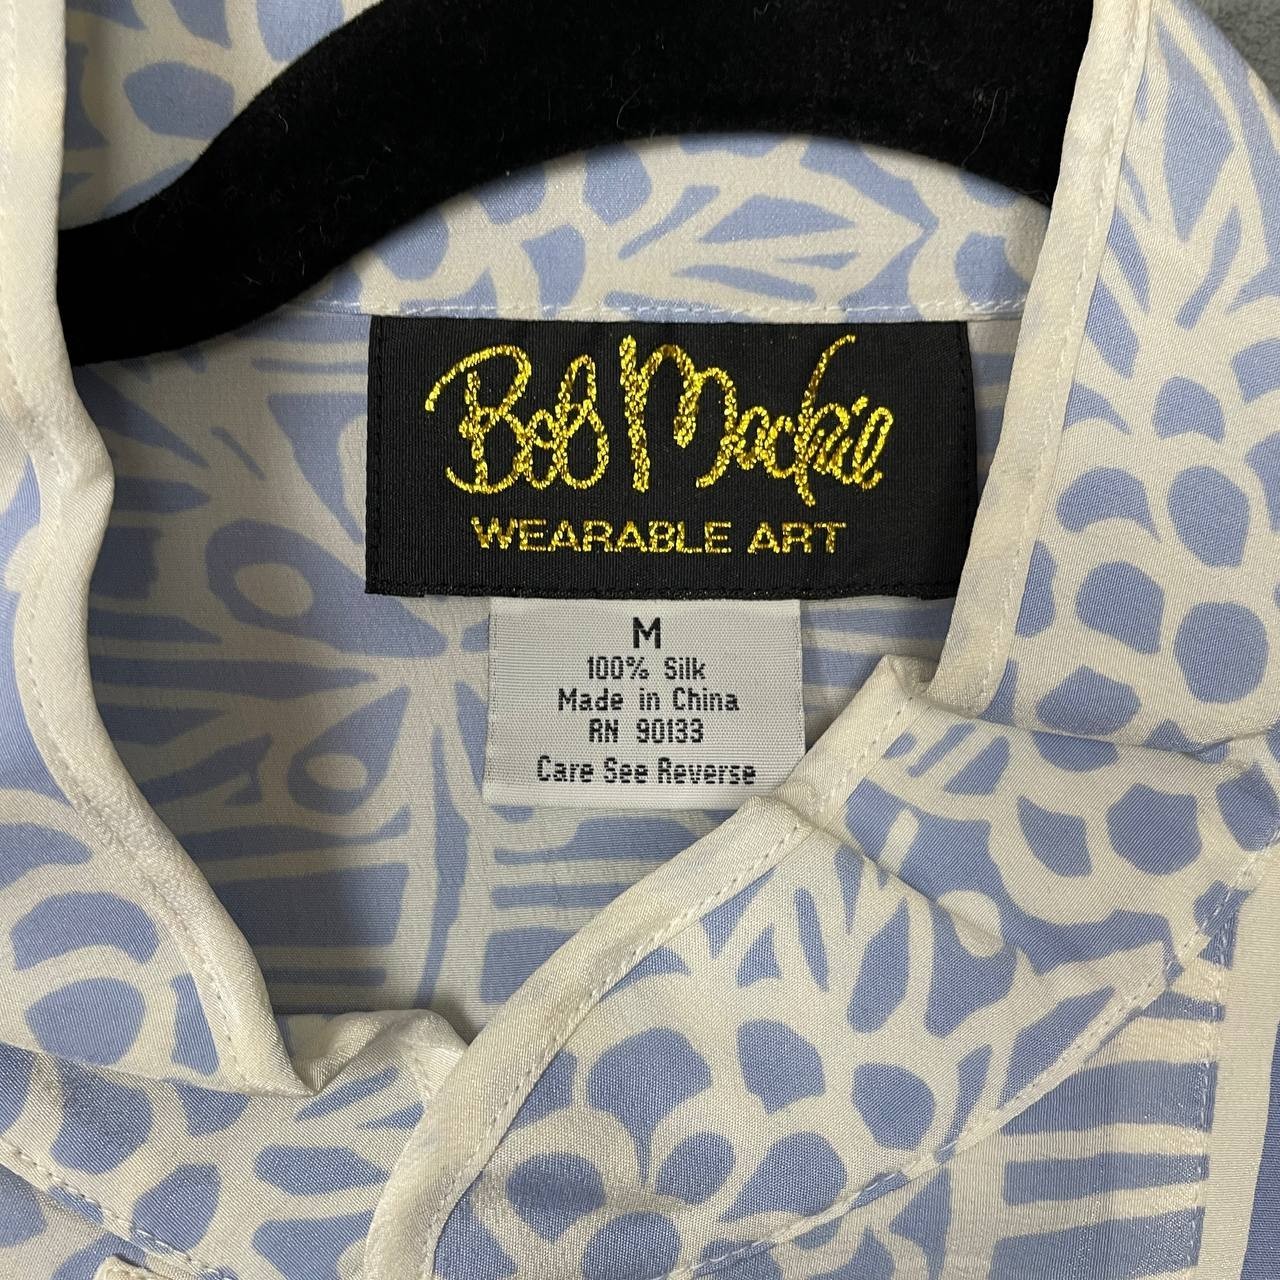 Bob Mackie
WEARABLE ART
M
100% Silk
Made in China
RN 90133
Care See Reverse